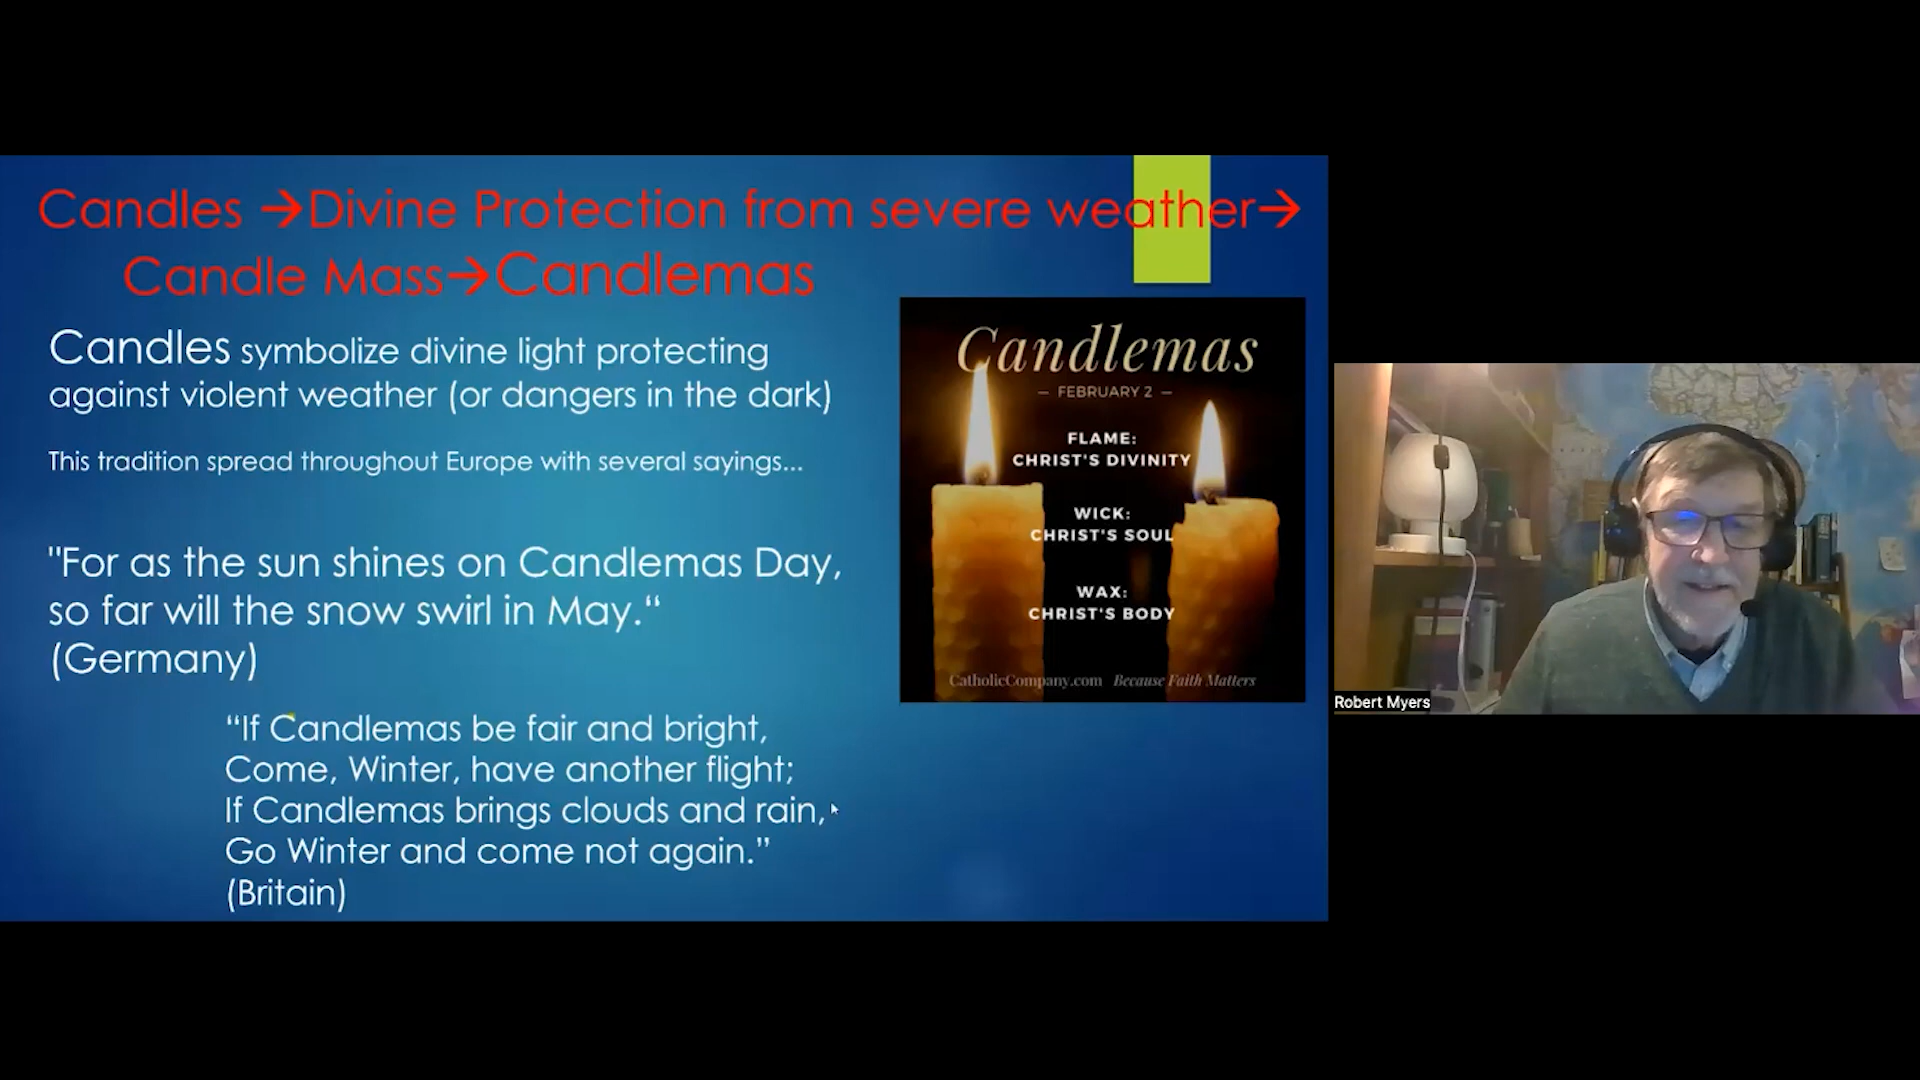 Candles →Divine Protection from severe weather→
Candle Mass→Candlemas
Candles symbolize divine light protecting
against violent weather (or dangers in the dark)
This tradition spread throughout Europe with several sayings...
"For as the sun shines on Candlemas Day,
so far will the snow swirl in May.“
(Germany)
“If Candlemas be fair and bright,
Come, Winter, have another flight;
If Candlemas brings clouds and rain,
Go Winter and come not again.”
(Britain)
Candlemas
– FEBRUARY 2 –
FLAME:
CHRIST'S DIVINITY
WICK:
CHRIST'S SOUL
WAX:
CHRIST'S BODY
CatholicCompany.com Because Faith Matters
Robert Myers